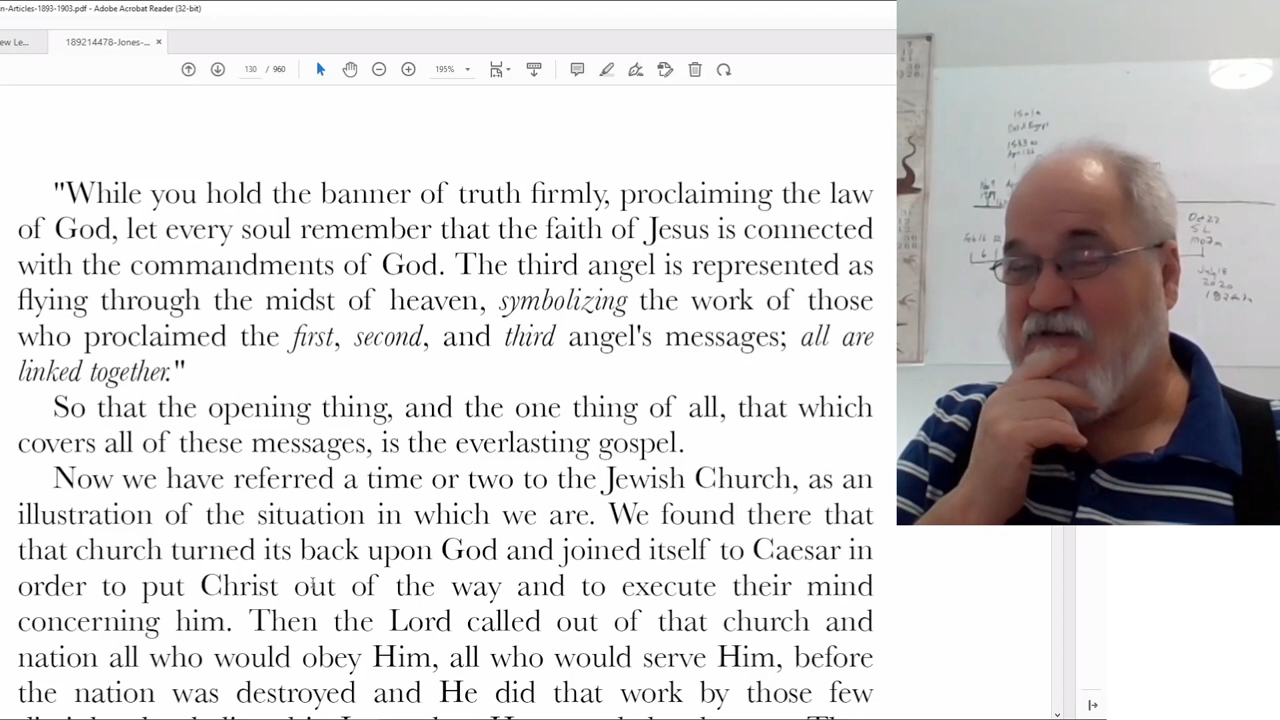 n-Articles-1893-1903.pdf - Adobe Acrobat Reader (32-bit)
ew Le...
189214478-Jones-... ×
130 / 960
195%
"While you hold the banner of truth firmly, proclaiming the law
of God, let every soul remember that the faith of Jesus is connected
with the commandments of God. The third angel is represented as
flying through the midst of heaven, symbolizing the work of those
who proclaimed the first, second, and third angel's messages; all are
linked together."
So that the opening thing, and the one thing of all, that which
covers all of these messages, is the everlasting gospel.
Now we have referred a time or two to the Jewish Church, as an
illustration of the situation in which we are. We found there that
that church turned its back upon God and joined itself to Caesar in
order to put Christ out of the way and to execute their mind
concerning him. Then the Lord called out of that church and
nation all who would obey Him, all who would serve Him, before
the nation was destroyed and He did that work by those few
Oct 22
July 18
2020